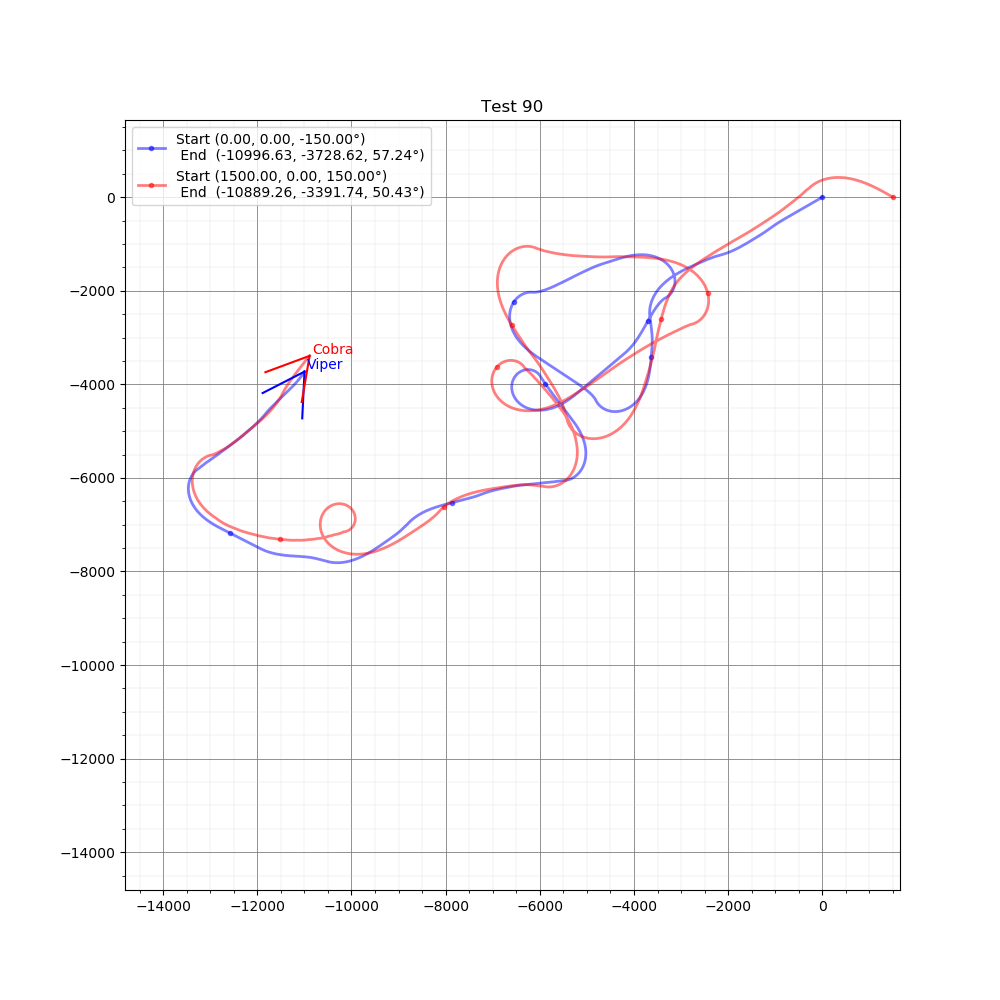 Test 90
Start (0.00, 0.00, -150.00°)
End (-10996.63, -3728.62, 57.24°)
Start (1500.00, 0.00, 150.00°)
End (-10889.26, -3391.74, 50.43°)
0
−2000
−4000
−6000
−8000
−10000
−12000
−14000
Cobra
Viper
−14000 −12000 −10000 −8000 −6000 −4000 −2000 0